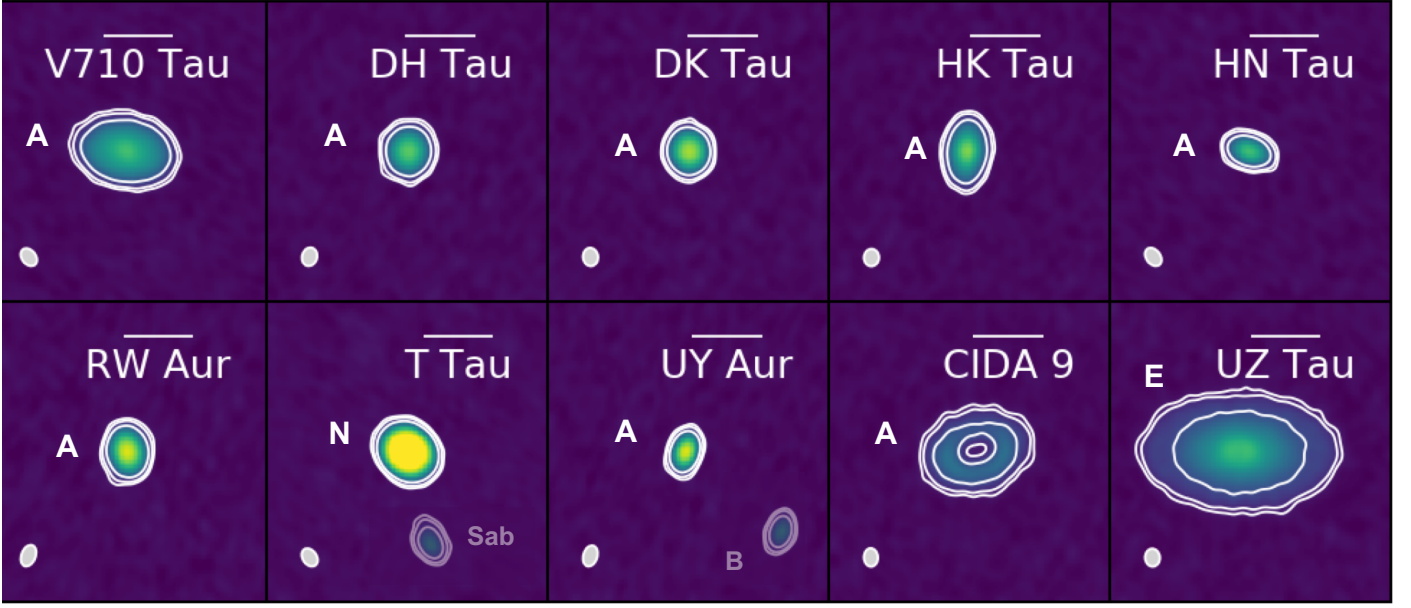 V710 Tau
A
DH Tau
A
DK Tau
A
HK Tau
A
HN Tau
A
RW Aur
A
T Tau
N
Sab
UY Aur
A
B
CIDA 9
A
UZ Tau
E